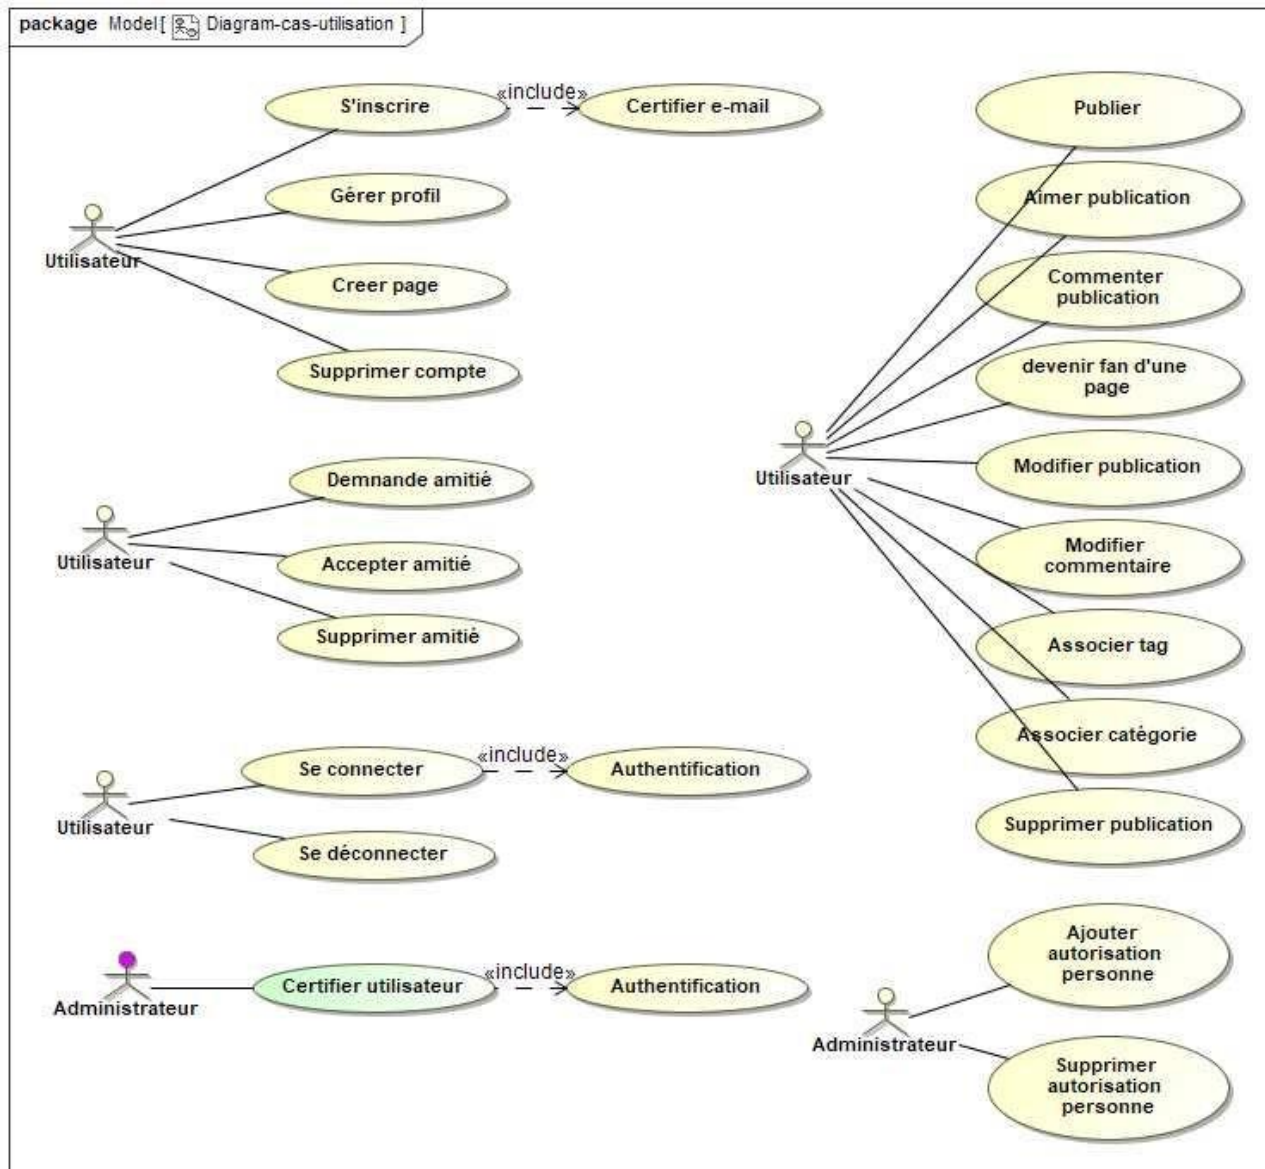 package Model[ Diagram-cas-utilisation ]
S'inscrire
«include»
Certifier e-mail
Gérer profil
Utilisateur
Creer page
Supprimer compte
Demnande amitié
Utilisateur
Accepter amitié
Supprimer amitié
Se connecter
«include»
Authentification
Utilisateur
Se déconnecter
Certifier utilisateur
«include»
Authentification
Administrateur
Publier
Aimer publication
Commenter
publication
devenir fan d'une
page
Utilisateur
Modifier publication
Modifier
commentaire
Associer tag
Associer catégorie
Supprimer publication
Ajouter
autorisation
personne
Administrateur
Supprimer
autorisation
personne